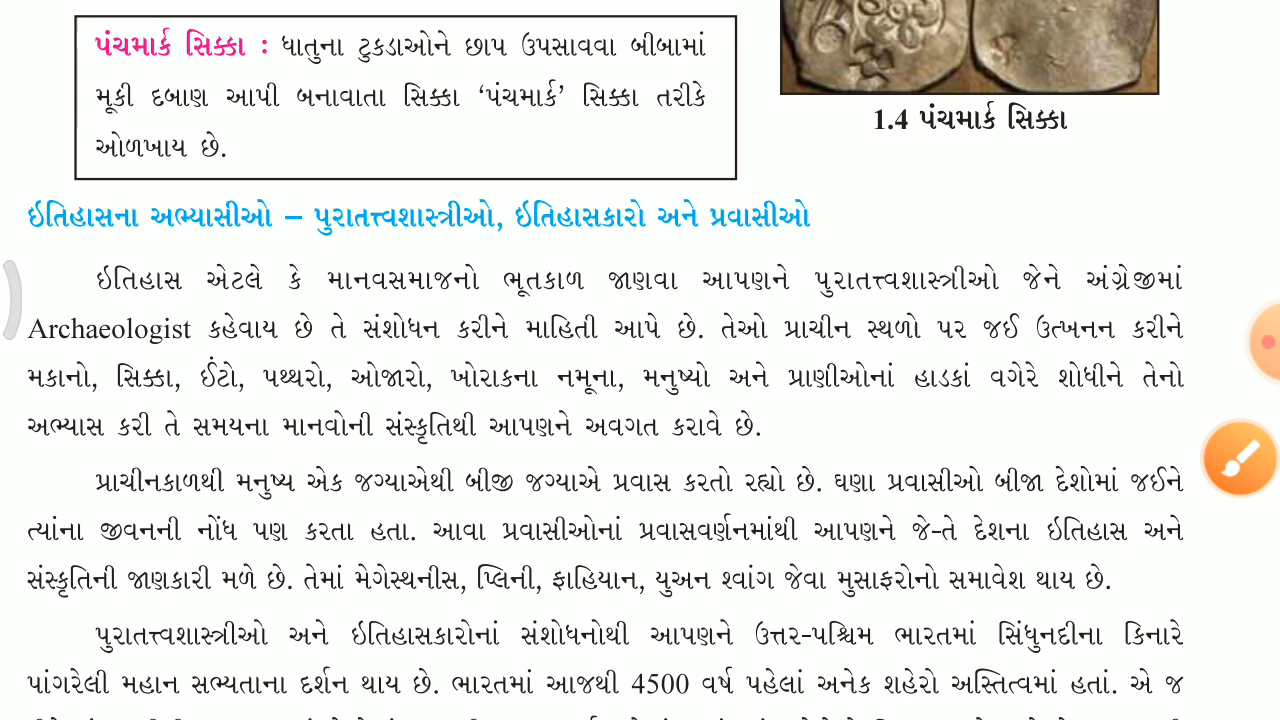 પંચમાર્ક સિક્કા : ધાતુના ટુકડાઓને છાપ ઉપસાવવા બીબામાં
મૂકી દબાણ આપી બનાવાતા સિક્કા ‘પંચમાર્ક’ સિક્કા તરીકે
ઓળખાય છે.
1.4 પંચમાર્ક સિક્કા
ઇતિહાસના અભ્યાસીઓ – પુરાતત્ત્વશાસ્ત્રીઓ, ઇતિહાસકારો અને પ્રવાસીઓ
ઇતિહાસ એટલે કે માનવસમાજનો ભૂતકાળ જાણવા આપણને પુરાતત્ત્વશાસ્ત્રીઓ જેને અંગ્રેજીમાં
Archaeologist કહેવાય છે તે સંશોધન કરીને માહિતી આપે છે. તેઓ પ્રાચીન સ્થળો પર જઈ ઉત્ખનન કરીને
મકાનો, સિક્કા, ઈંટો, પથ્થરો, ઓજારો, ખોરાકના નમૂના, મનુષ્યો અને પ્રાણીઓનાં હાડકાં વગેરે શોધીને તેનો
અભ્યાસ કરી તે સમયના માનવોની સંસ્કૃતિથી આપણને અવગત કરાવે છે.
પ્રાચીનકાળથી મનુષ્ય એક જગ્યાએથી બીજી જગ્યાએ પ્રવાસ કરતો રહ્યો છે. ઘણા પ્રવાસીઓ બીજા દેશોમાં જઈને
ત્યાંના જીવનની નોંધ પણ કરતા હતા. આવા પ્રવાસીઓનાં પ્રવાસવર્ણનમાંથી આપણને જે-તે દેશના ઇતિહાસ અને
સંસ્કૃતિની જાણકારી મળે છે. તેમાં મેગેસ્થનીસ, પ્લિની, ફાહિયાન, યુઅન શ્વાંગ જેવા મુસાફરોનો સમાવેશ થાય છે.
પુરાતત્ત્વશાસ્ત્રીઓ અને ઇતિહાસકારોનાં સંશોધનોથી આપણને ઉત્તર-પશ્ચિમ ભારતમાં સિંધુનદીના કિનારે
પાંગરેલી મહાન સભ્યતાના દર્શન થાય છે. ભારતમાં આજથી 4500 વર્ષ પહેલાં અનેક શહેરો અસ્તિત્વમાં હતાં. એ જ